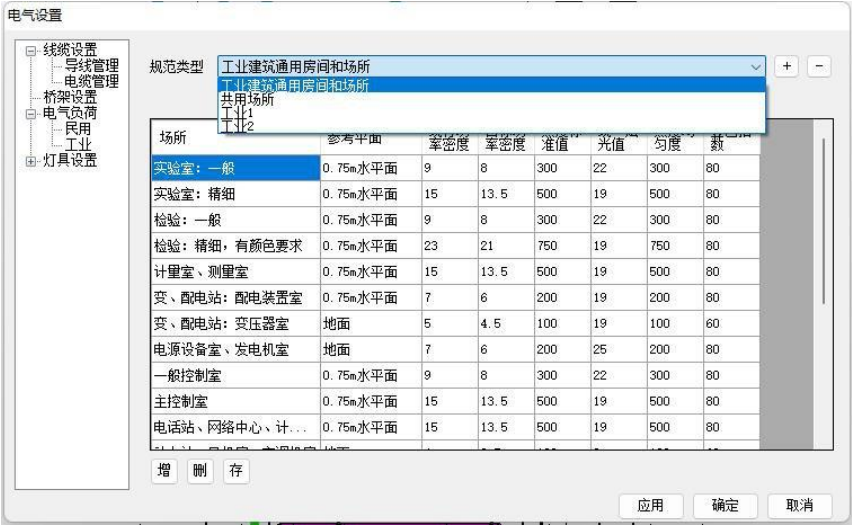 电气设置
线缆设置
导线管理
电缆管理
桥架设置
电气负荷
民用
工业
灯具设置
规范类型 工业建筑通用房间和场所 + -
工业建筑通用房间和场所
共用场所
工业1
工业2
场所 参考平面 率密度 率密度 准值 光值 匀度 数
实验室：一般 0.75m水平面 9 8 300 22 300 80
实验室：精细 0.75m水平面 15 13.5 500 19 500 80
检验：一般 0.75m水平面 9 8 300 22 300 80
检验：精细，有颜色要求 0.75m水平面 23 21 750 19 750 80
计量室、测量室 0.75m水平面 15 13.5 500 19 500 80
变、配电站：配电装置室 0.75m水平面 7 6 200 19 200 80
变、配电站：变压器室 地面 5 4.5 100 19 100 60
电源设备室、发电机室 地面 7 6 200 25 200 80
一般控制室 0.75m水平面 9 8 300 22 300 80
主控制室 0.75m水平面 15 13.5 500 19 500 80
电话站、网络中心、计... 0.75m水平面 15 13.5 500 19 500 80
增 删 存
应用 确定 取消